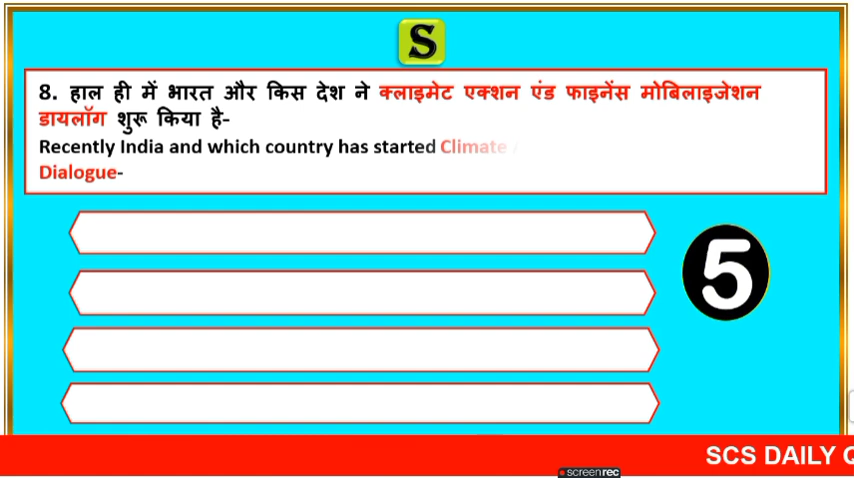 S
8. हाल ही में भारत और किस देश ने क्लाइमेट एक्शन एंड फाइनेंस मोबिलाइजेशन
डायलॉग शुरू किया है-
Recently India and which country has started Climate
Dialogue-
5
SCS DAILY
screenrec